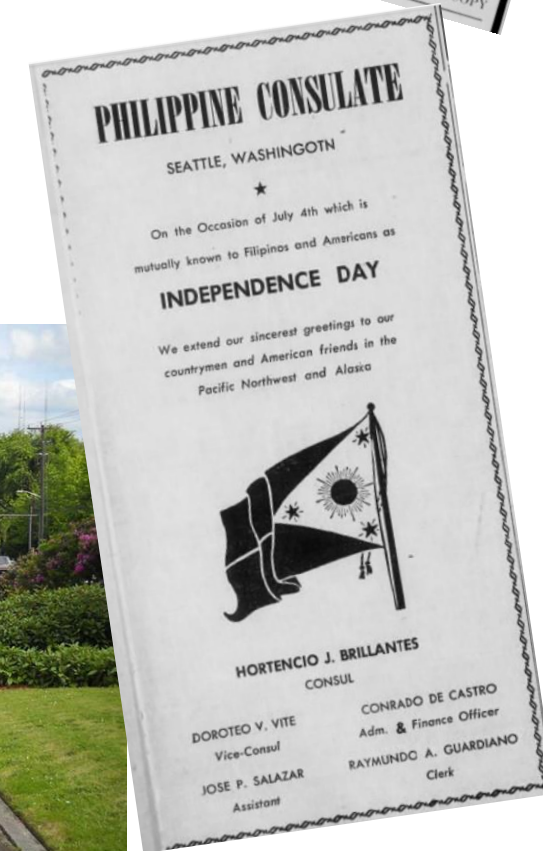 COPY
PHILIPPINE CONSULATE
SEATTLE, WASHINGOTN
On the Occasion of July 4th which is
mutually known to Filipinos and Americans as
INDEPENDENCE DAY
We extend our sincerest greetings to our
countrymen and American friends in the
Pacific Northwest and Alaska
HORTENCIO J. BRILLANTES
CONSUL
DOROTEO V. VITE
Vice-Consul
CONRADO DE CASTRO
Adm. & Finance Officer
JOSE P. SALAZAR
Assistant
RAYMUNDO A. GUARDIANO
Clerk